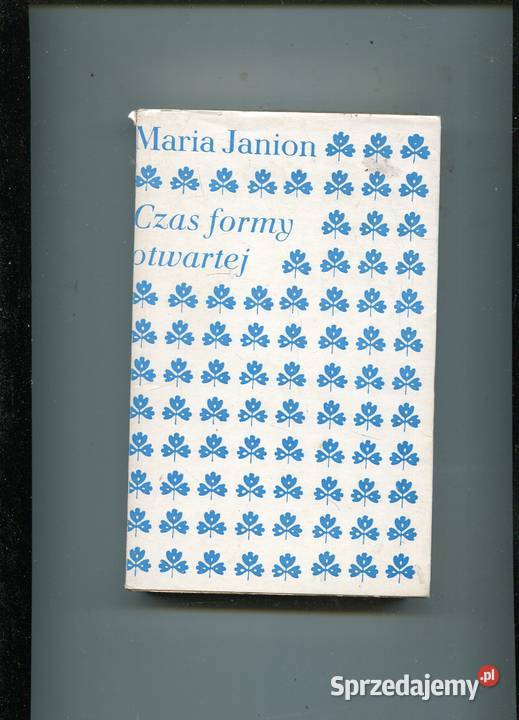 Maria Janion
Czas formy
otwartej
Sprzedajemy.pl